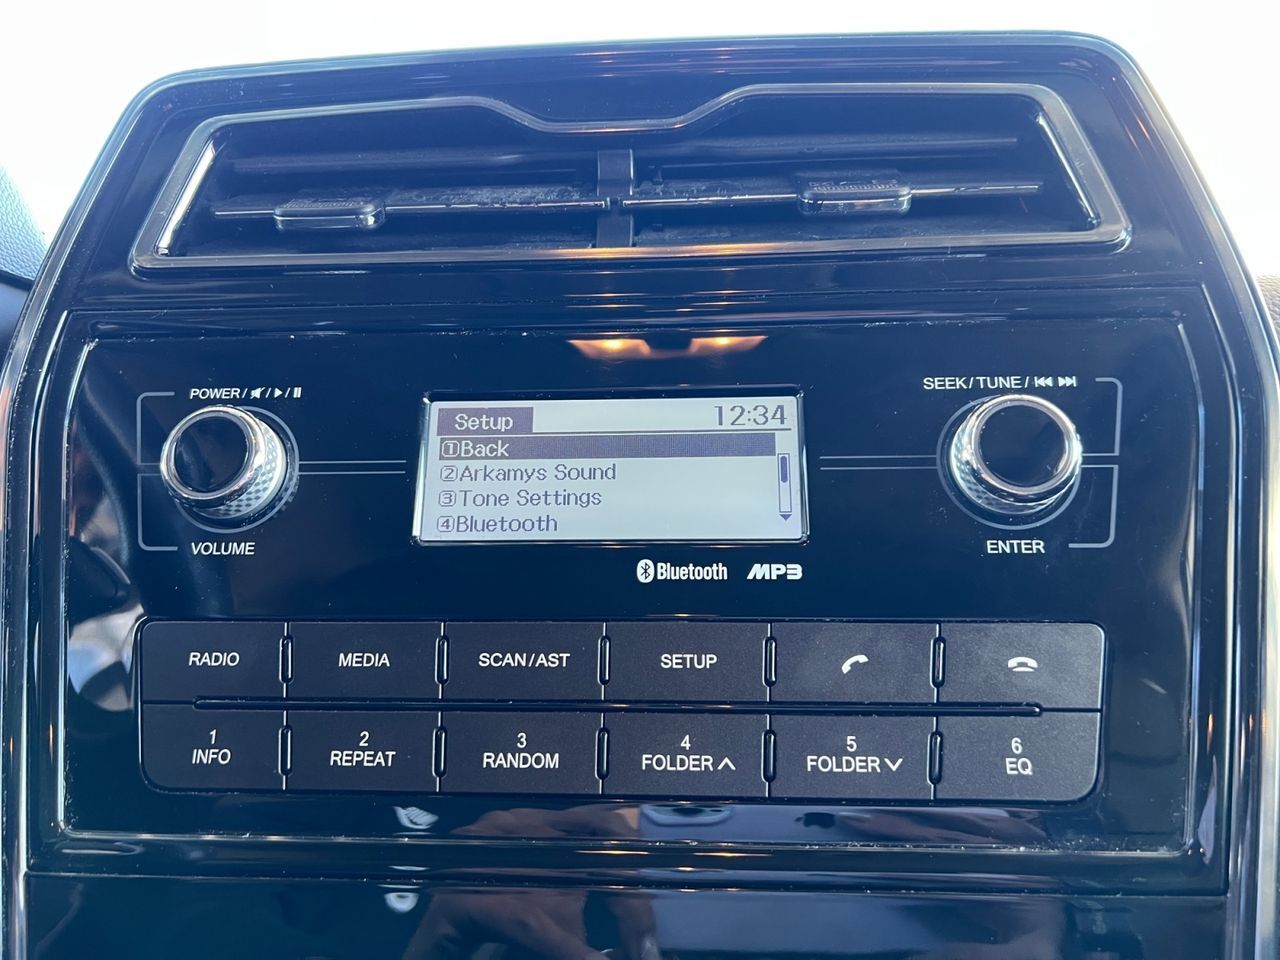 POWER/ / /
SEEK/TUNE/
Setup 12:34
①Back
②Arkamys Sound
③Tone Settings
④Bluetooth
VOLUME
ENTER
Bluetooth MP3
RADIO MEDIA SCAN/AST SETUP
1 2 3 4 5 6
INFO REPEAT RANDOM FOLDER FOLDER EQ